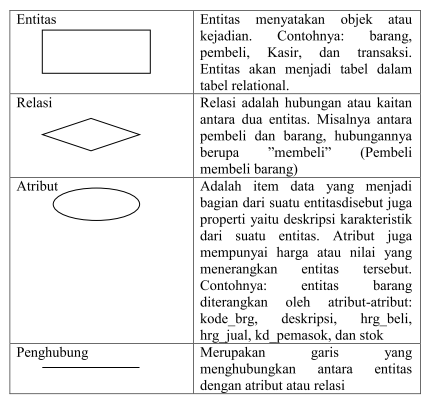 Entitas
Entitas menyatakan objek atau
kejadian. Contohnya: barang,
pembeli, Kasir, dan transaksi.
Entitas akan menjadi tabel dalam
tabel relational.
Relasi
Relasi adalah hubungan atau kaitan
antara dua entitas. Misalnya antara
pembeli dan barang, hubungannya
berupa ”membeli” (Pembeli
membeli barang)
Atribut
Adalah item data yang menjadi
bagian dari suatu entitasdisebut juga
properti yaitu deskripsi karakteristik
dari suatu entitas. Atribut juga
mempunyai harga atau nilai yang
menerangkan entitas tersebut.
Contohnya: entitas barang
diterangkan oleh atribut-atribut:
kode_brg, deskripsi, hrg_beli,
hrg_jual, kd_pemasok, dan stok
Penghubung
Merupakan garis yang
menghubungkan antara entitas
dengan atribut atau relasi